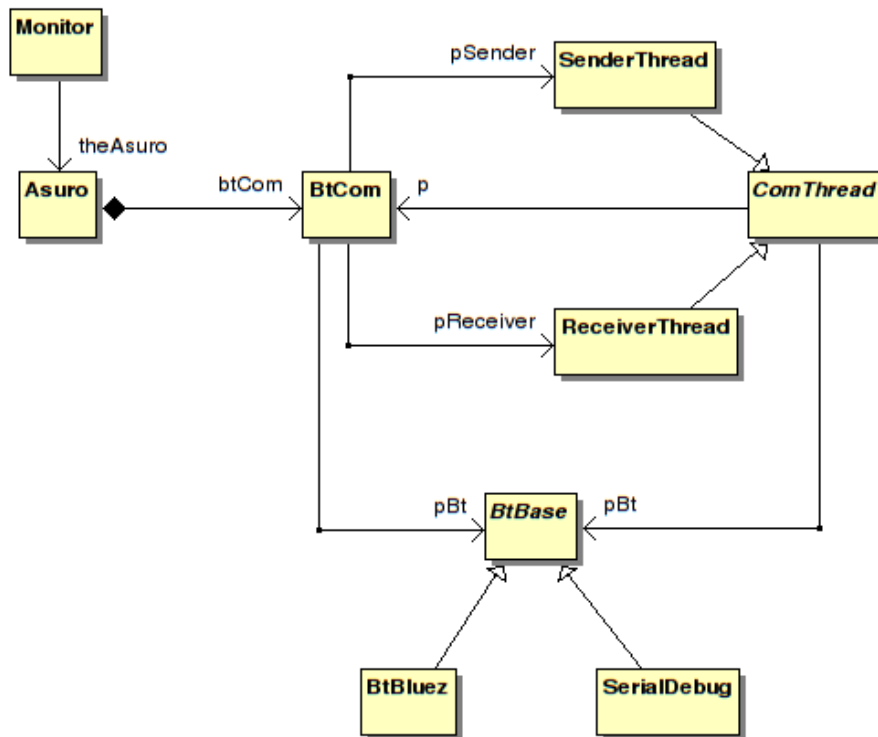 Monitor
pSender
SenderThread
theAsuro
Asuro
btCom
BtCom
p
ComThread
pReceiver
ReceiverThread
pBt
BtBase
pBt
BtBluez
SerialDebug